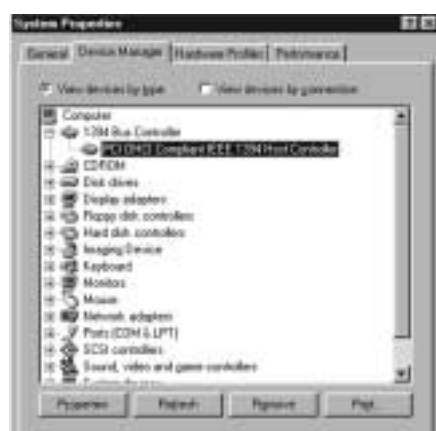 System Properties
General Device Manager Hardware Profiles Performance
View devices by type View devices by connection
Computer
1394 Bus Controller
PCI OHCI Compliant IEEE 1394 Host Controller
CDROM
Disk drives
Display adapters
Floppy disk controllers
Hard disk controllers
Imaging Device
Keyboard
Monitors
Mouse
Network adapters
Ports (COM & LPT)
SCSI controllers
Sound, video and game controllers
Properties Refresh Remove Print...